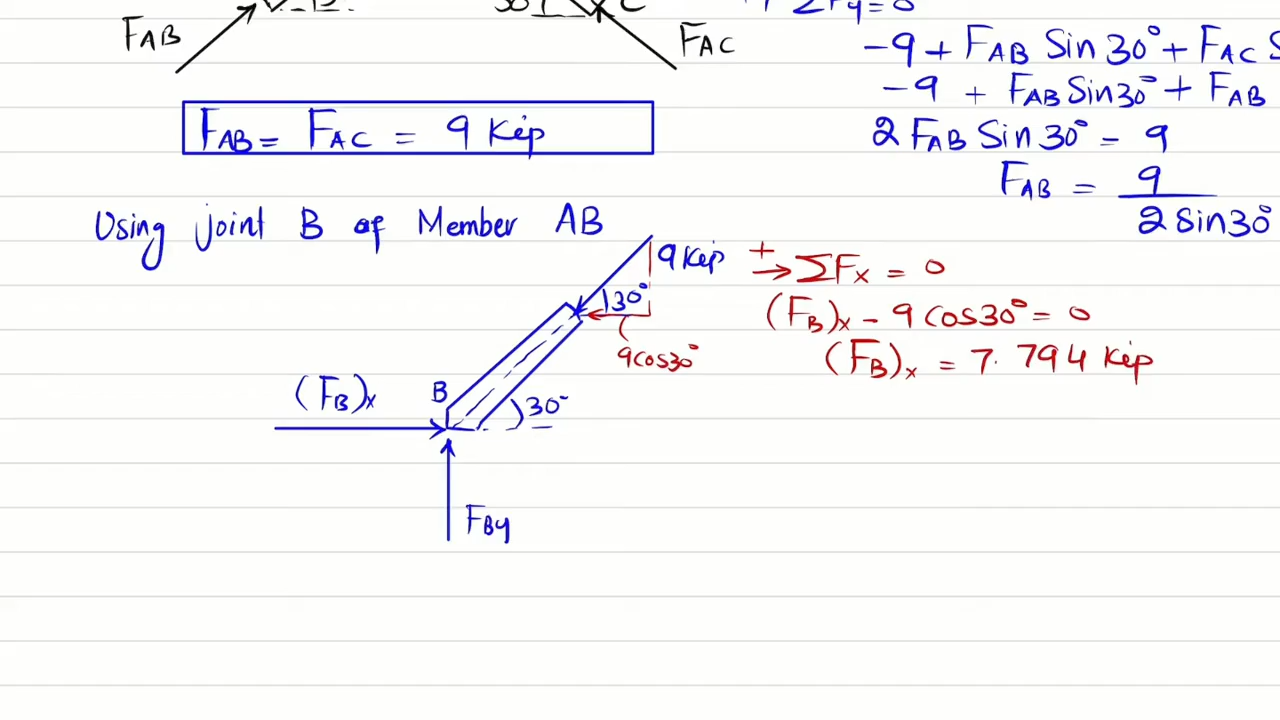 FAB
FAC
-9 + FAB Sin 30° + FAC
-9 + FAB Sin30° + FAB
FAB = FAC = 9 Kip
2 FAB Sin 30° = 9
FAB = 9
2 Sin30°
Using joint B of Member AB
9 Kip
30°
9cos30°
+
→ ΣFx = 0
(FB)x - 9 cos30° = 0
(FB)x = 7.794 Kip
(FB)x
B
30°
FBy